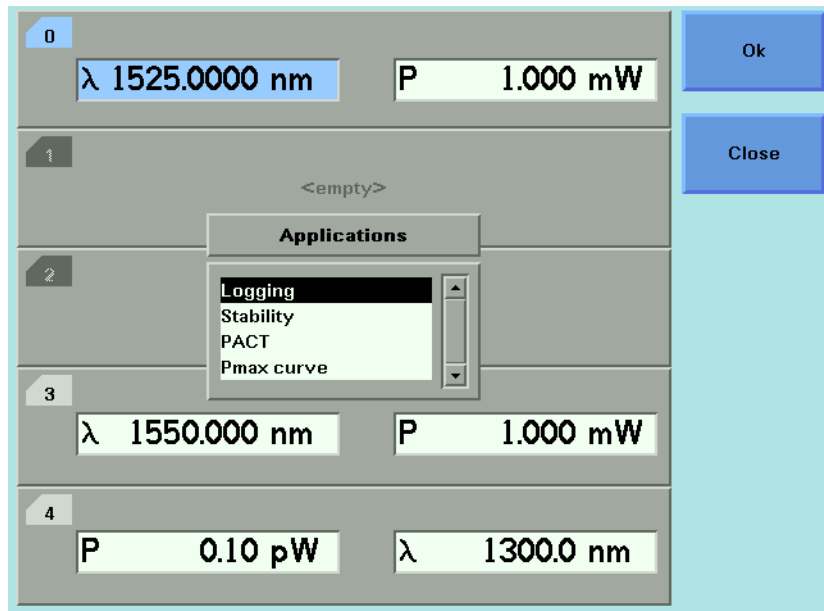 0
λ 1525.0000 nm P 1.000 mW
Ok
1
<empty>
Close
Applications
2
Logging
Stability
PACT
Pmax curve
3
λ 1550.000 nm P 1.000 mW
4
P 0.10 pW λ 1300.0 nm